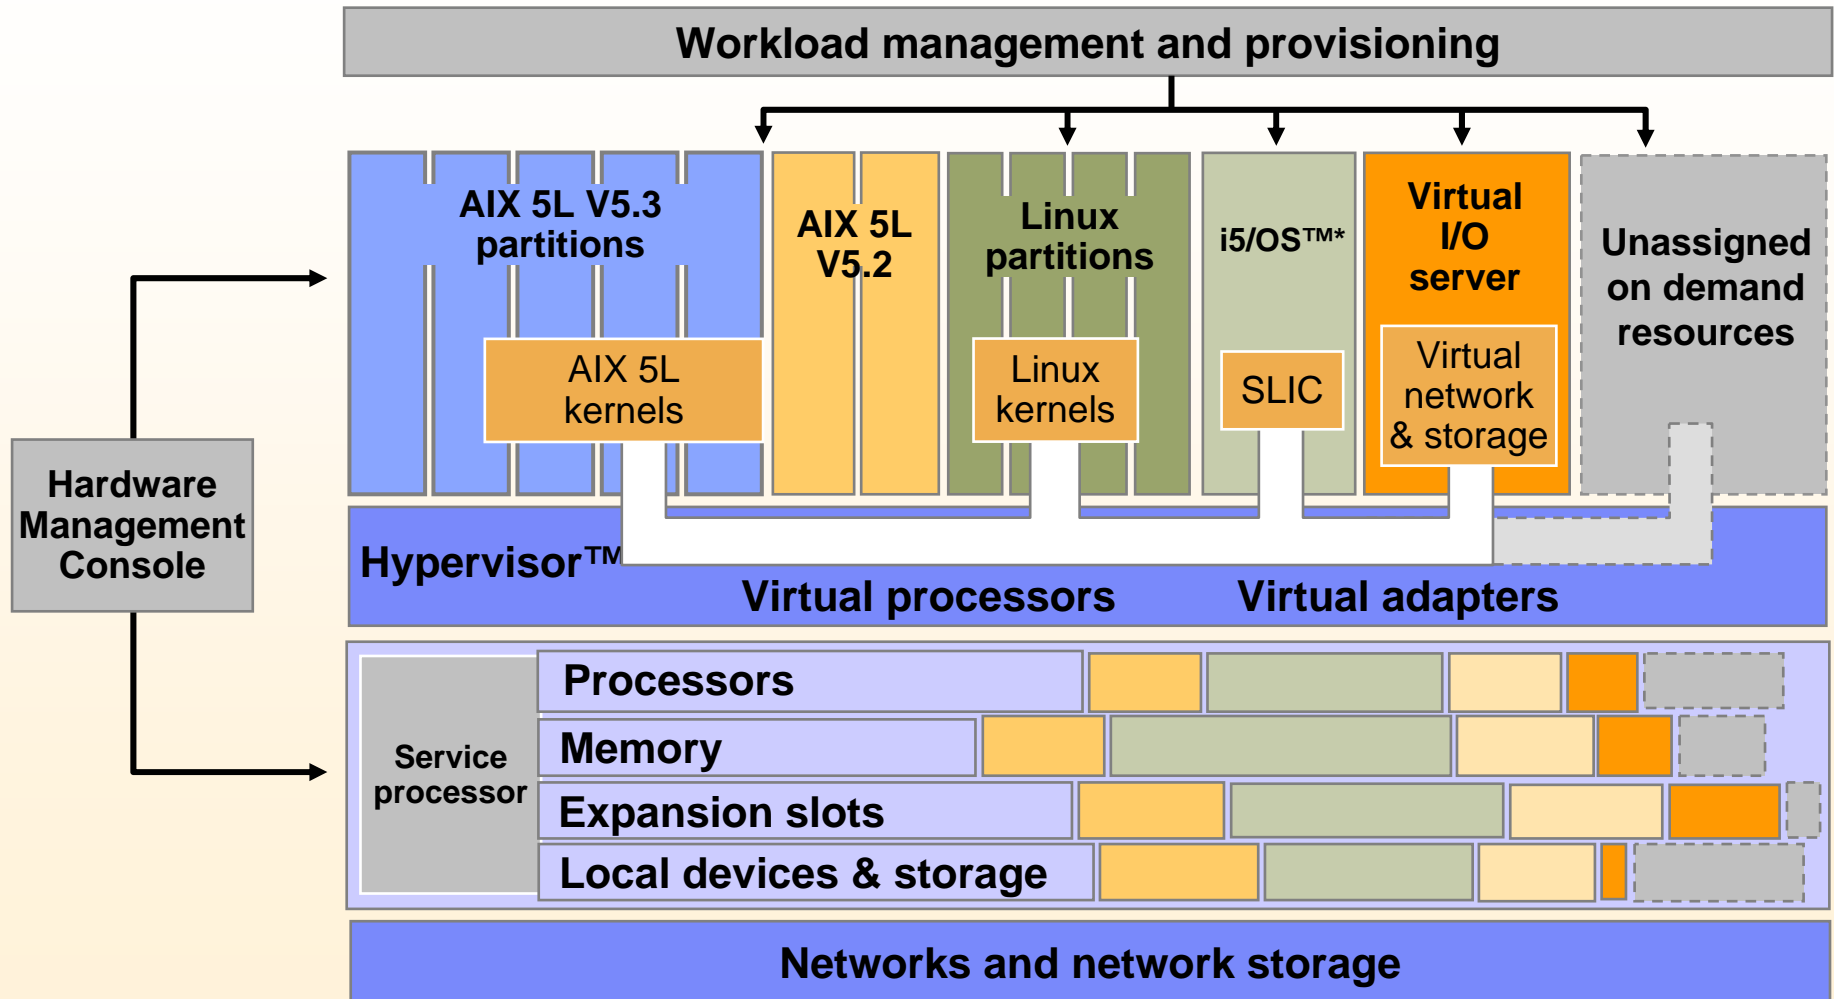 Workload management and provisioning
AIX 5L V5.3
partitions
AIX 5L
V5.2
Linux
partitions
i5/OS™*
Virtual
I/O
server
Unassigned
on demand
resources
AIX 5L
kernels
Linux
kernels
SLIC
Virtual
network
& storage
Hardware
Management
Console
Hypervisor™
Virtual processors
Virtual adapters
Service
processor
Processors
Memory
Expansion slots
Local devices & storage
Networks and network storage